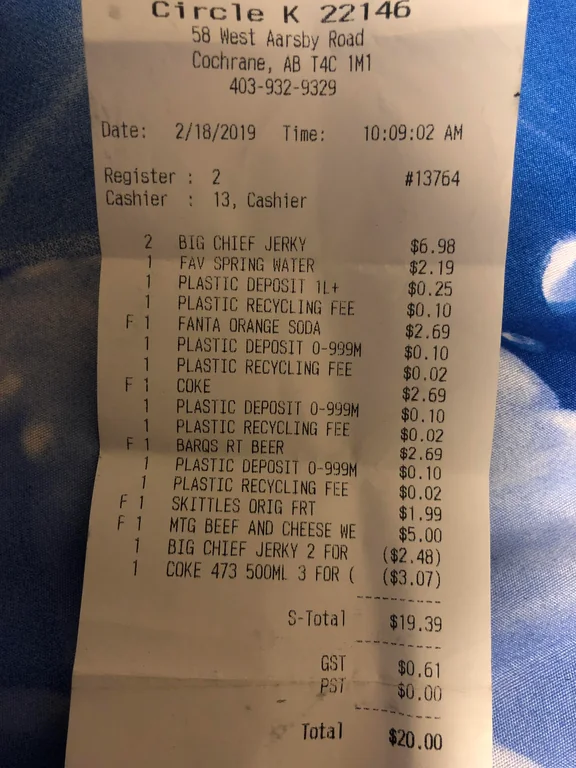 Circle K 22146
58 West Aarsby Road
Cochrane, AB T4C 1M1
403-932-9329
Date: 2/18/2019 Time: 10:09:02 AM
Register : 2 #13764
Cashier : 13, Cashier
2 BIG CHIEF JERKY $6.98
1 FAV SPRING WATER $2.19
1 PLASTIC DEPOSIT 1L+ $0.25
1 PLASTIC RECYCLING FEE $0.10
F 1 FANTA ORANGE SODA $2.69
1 PLASTIC DEPOSIT 0-999M $0.10
1 PLASTIC RECYCLING FEE $0.02
F 1 COKE $2.69
1 PLASTIC DEPOSIT 0-999M $0.10
1 PLASTIC RECYCLING FEE $0.02
F 1 BARQS RT BEER $2.69
1 PLASTIC DEPOSIT 0-999M $0.10
1 PLASTIC RECYCLING FEE $0.02
F 1 SKITTLES ORIG FRT $1.99
F 1 MTG BEEF AND CHEESE WE $5.00
1 BIG CHIEF JERKY 2 FOR ($2.48)
1 COKE 473 500ML 3 FOR ( ($3.07)
S-Total $19.39
GST $0.61
PST $0.00
Total $20.00